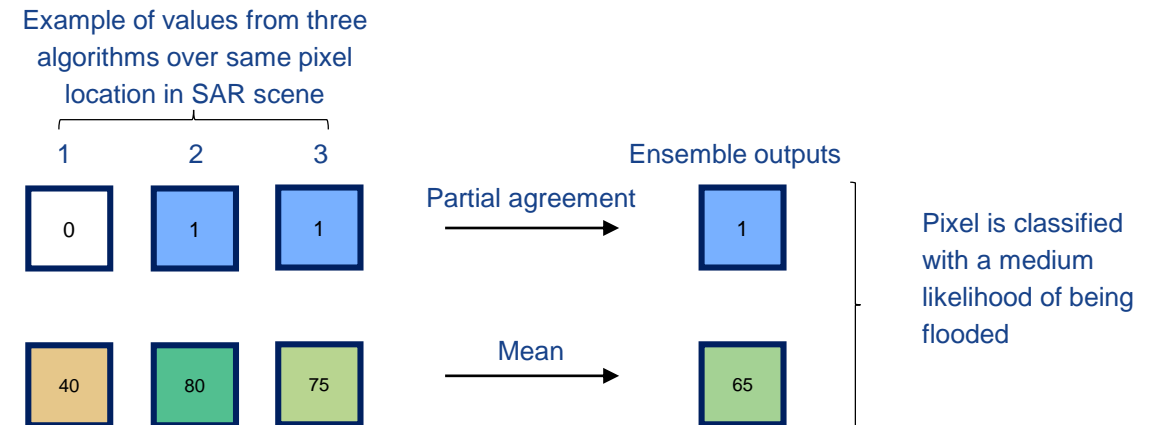 Example of values from three
algorithms over same pixel
location in SAR scene
1 2 3 Ensemble outputs
0 1 1 Partial agreement 1
Pixel is classified
with a medium
likelihood of being
flooded
40 80 75 Mean 65